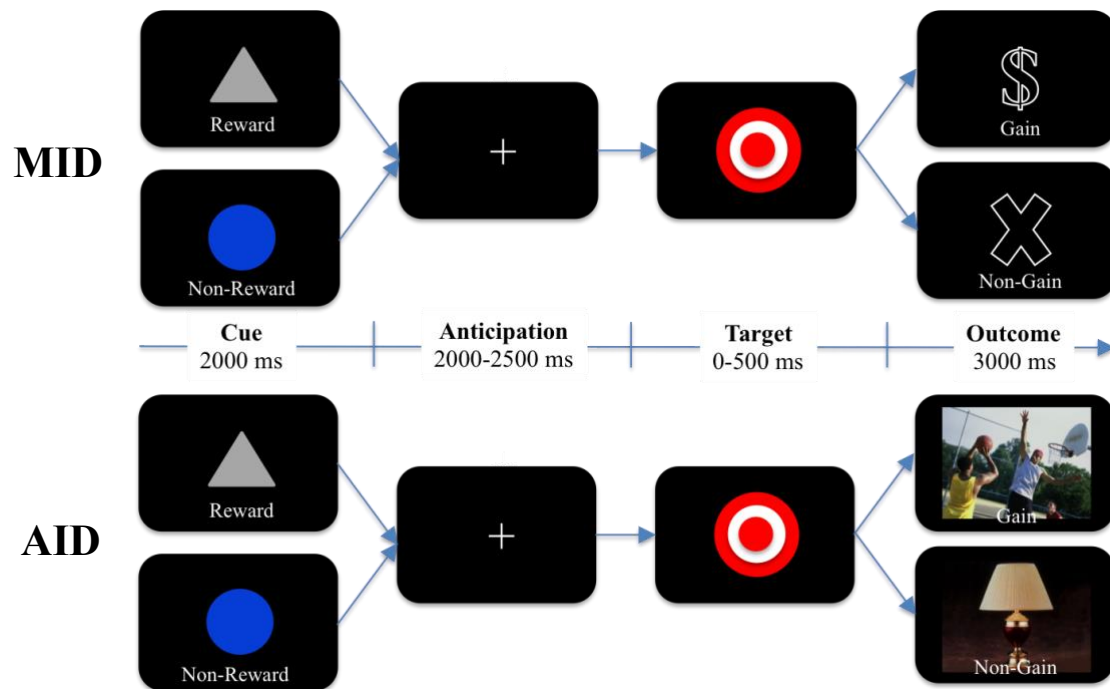 MID
Reward
Non-Reward
+
$
Gain
X
Non-Gain
Cue
2000 ms
Anticipation
2000-2500 ms
Target
0-500 ms
Outcome
3000 ms
AID
Reward
Non-Reward
+
Gain
Non-Gain